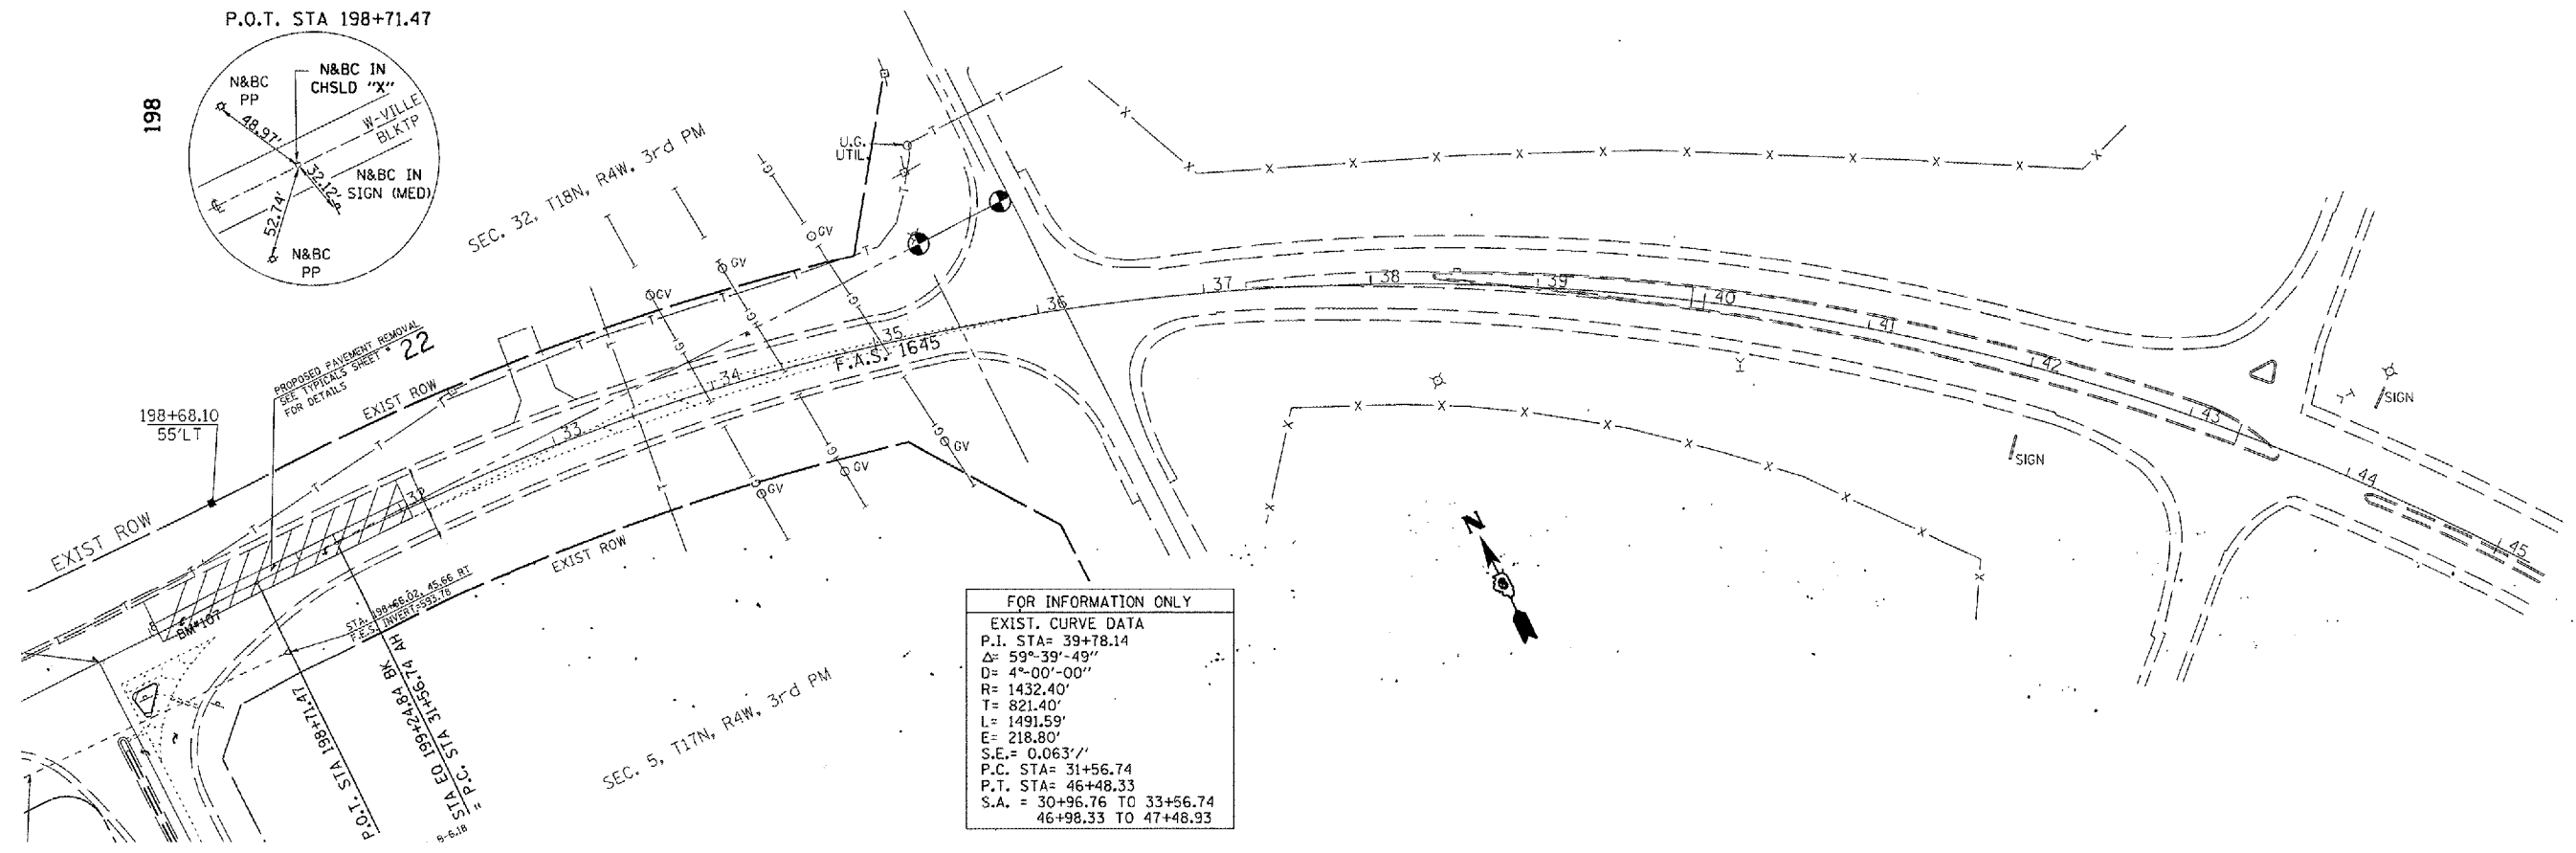 P.O.T. STA 198+71.47
198
N&BC
PP
N&BC IN
CHSLD "X"
W-VILLE
BLKTP
48.97'
32.12'
52.74'
N&BC IN
SIGN (MED)
℄
N&BC
PP
SEC. 32, T18N, R4W, 3rd PM
U.G.
UTIL.
GV
GV
GV
PROPOSED PAVEMENT REMOVAL
SEE TYPICALS SHEET # 22
FOR DETAILS
198+68.10
55'LT
EXIST ROW
EXIST ROW
EXIST ROW
32
33
34
35
36
37
38
39
40
41
42
43
44
45
F.A.S. 1645
GV
GV
GV
SIGN
SIGN
N
BM#107
STA. 198+66.02, 45.66 RT
F.E.S. INVERT=593.78
P.O.T. STA 198+71.47
STA EQ 199+24.84 BK
= P.C. STA 31+56.74 AH
SEC. 5, T17N, R4W, 3rd PM
FOR INFORMATION ONLY
EXIST. CURVE DATA
P.I. STA= 39+78.14
Δ= 59°-39'-49"
D= 4°-00'-00"
R= 1432.40'
T= 821.40'
L= 1491.59'
E= 218.80'
S.E.= 0.063'/'
P.C. STA= 31+56.74
P.T. STA= 46+48.33
S.A. = 30+96.76 TO 33+56.74
46+98.33 TO 47+48.93